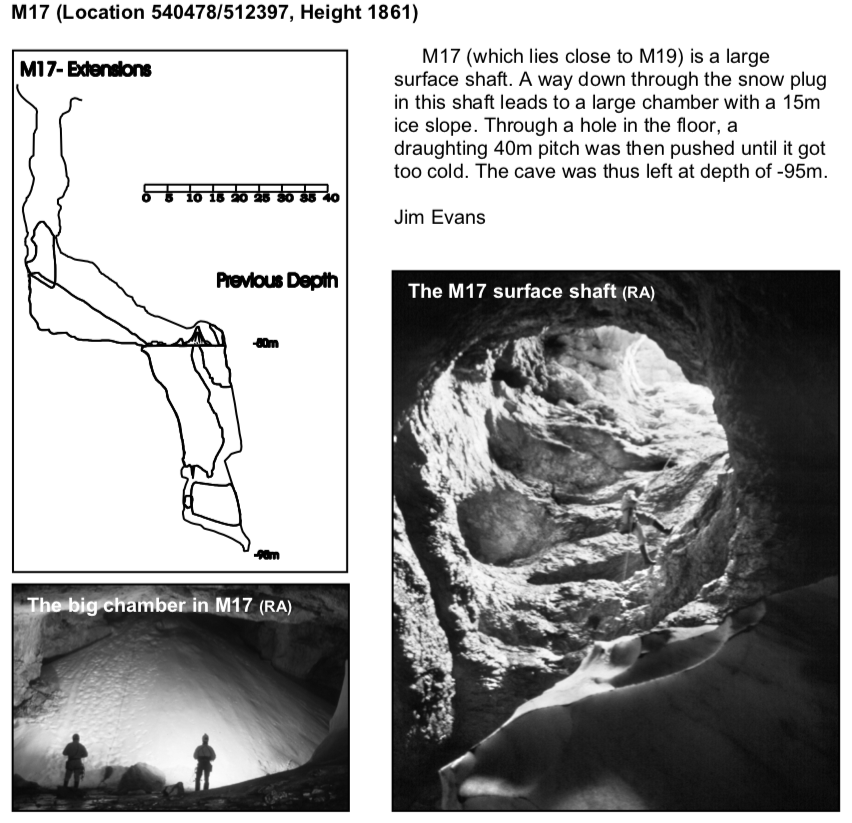 M17 (Location 540478/512397, Height 1861)
M17- Extensions
0 5 10 15 20 25 30 35 40
Previous Depth
-50m
-95m
The big chamber in M17 (RA)
M17 (which lies close to M19) is a large
surface shaft. A way down through the snow plug
in this shaft leads to a large chamber with a 15m
ice slope. Through a hole in the floor, a
draughting 40m pitch was then pushed until it got
too cold. The cave was thus left at depth of -95m.
Jim Evans
The M17 surface shaft (RA)